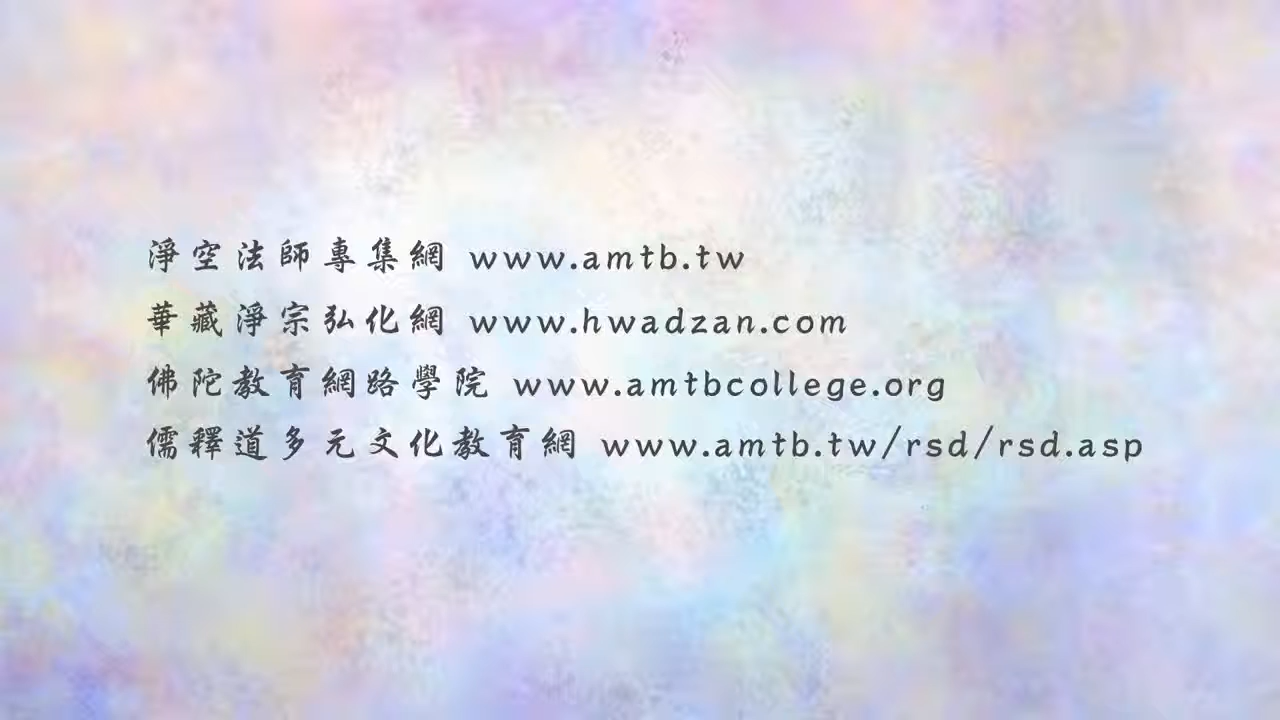 淨空法師專集網 www.amtb.tw
華藏淨宗弘化網 www.hwadzan.com
佛陀教育網路學院 www.amtbcollege.org
儒釋道多元文化教育網 www.amtb.tw/rsd/rsd.asp